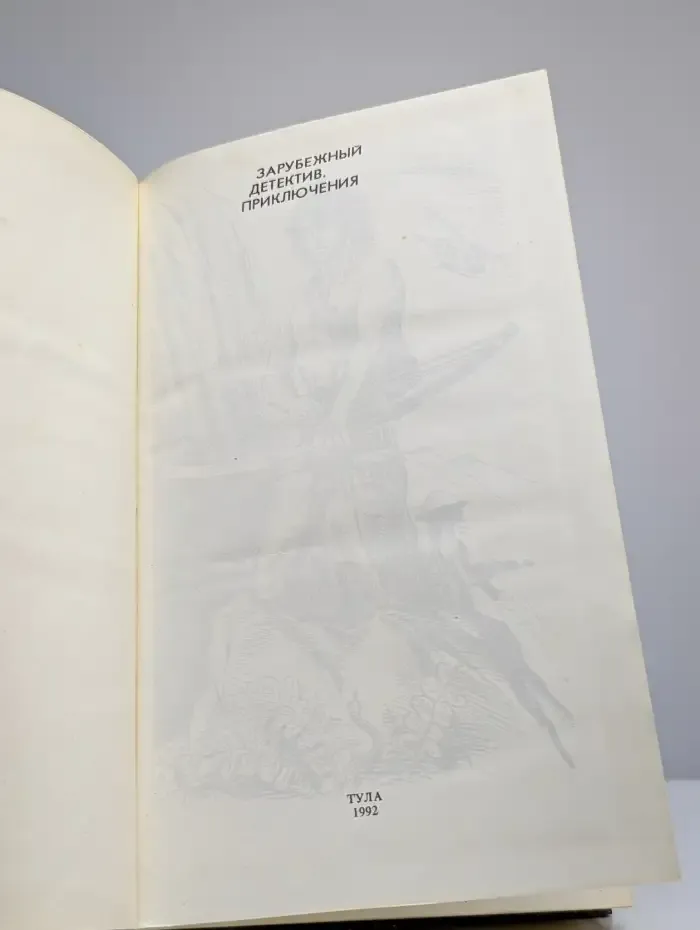 ЗАРУБЕЖНЫЙ
ДЕТЕКТИВ.
ПРИКЛЮЧЕНИЯ
ТУЛА
1992